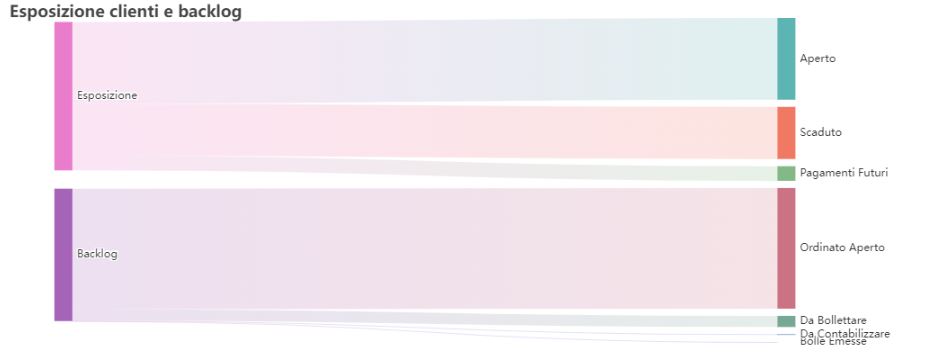 Esposizione clienti e backlog
Aperto
Esposizione
Scaduto
Pagamenti Futuri
Ordinato Aperto
Backlog
Da Bollettare
Da Contabilizzare
Bolle Emesse